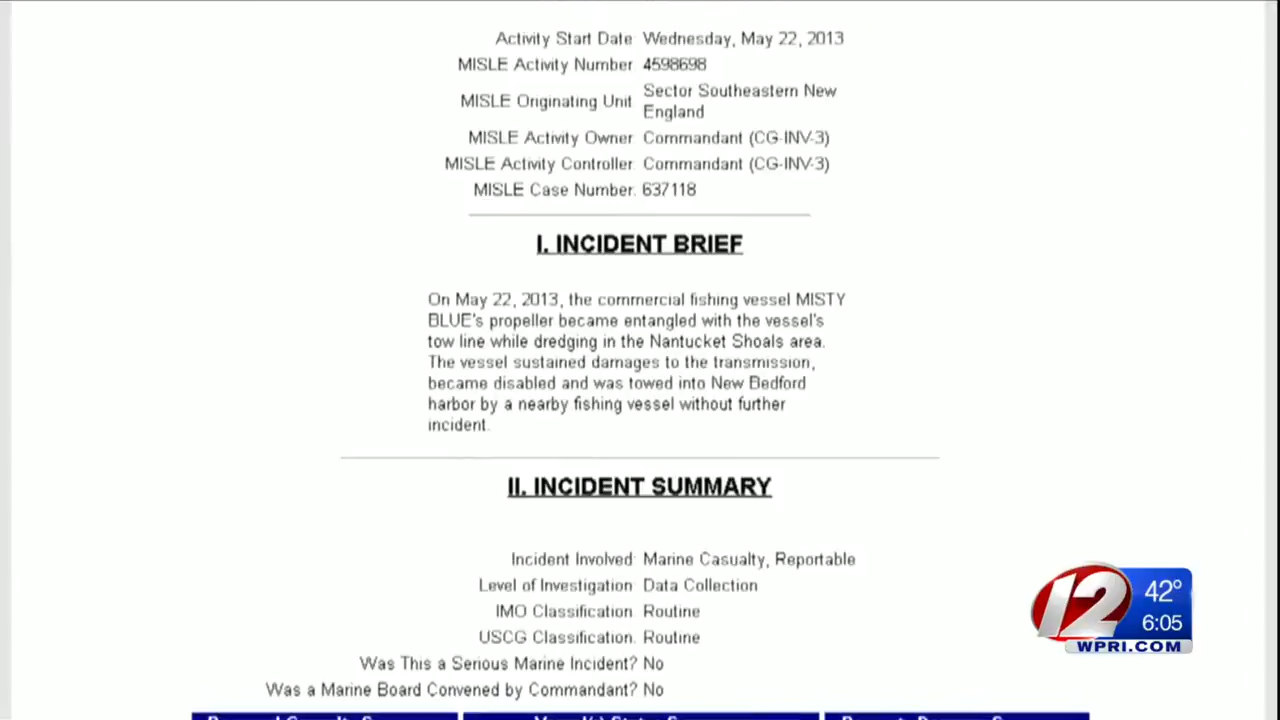 Activity Start Date Wednesday, May 22, 2013
MISLE Activity Number 4598698
MISLE Originating Unit Sector Southeastern New
England
MISLE Activity Owner Commandant (CG-INV-3)
MISLE Activity Controller Commandant (CG-INV-3)
MISLE Case Number. 637118
I. INCIDENT BRIEF
On May 22, 2013, the commercial fishing vessel MISTY
BLUE's propeller became entangled with the vessel's
tow line while dredging in the Nantucket Shoals area.
The vessel sustained damages to the transmission,
became disabled and was towed into New Bedford
harbor by a nearby fishing vessel without further
incident.
II. INCIDENT SUMMARY
Incident Involved: Marine Casualty, Reportable
Level of Investigation Data Collection
IMO Classification Routine
USCG Classification. Routine
Was This a Serious Marine Incident? No
Was a Marine Board Convened by Commandant? No
12
42°
6:05
WPRI.COM